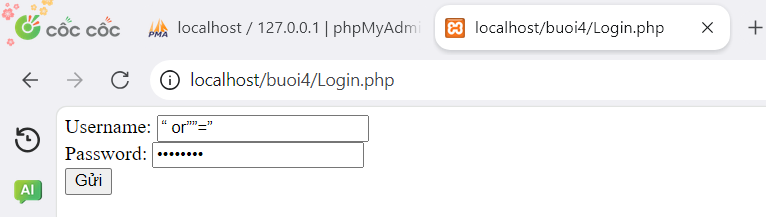 cốc cốc
PMA localhost / 127.0.0.1 | phpMyAdmi
localhost/buoi4/Login.php
localhost/buoi4/Login.php
Username: “ or””=”
Password: ••••••••
Gửi
AI